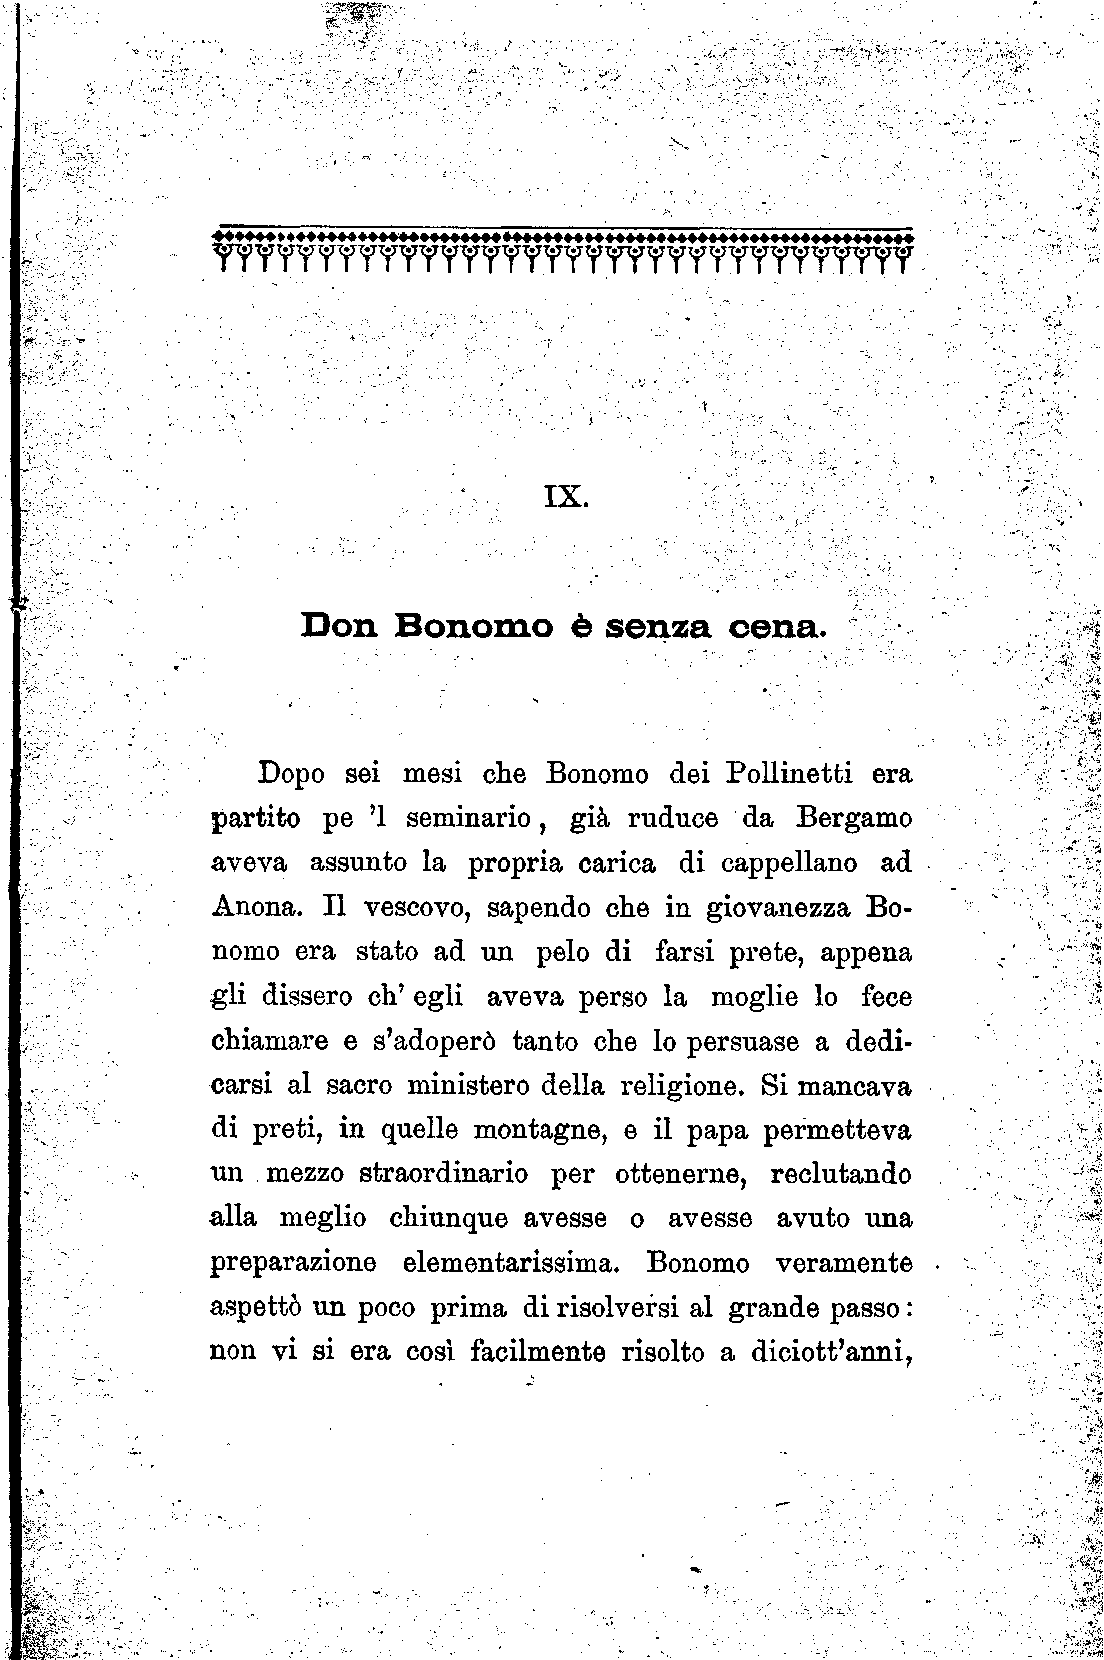 IX.
Don Bonomo è senza cena.
Dopo sei mesi che Bonomo dei Pollinetti era
partito pe 'l seminario, già ruduce da Bergamo
aveva assunto la propria carica di cappellano ad
Anona. Il vescovo, sapendo che in giovanezza Bo-
nomo era stato ad un pelo di farsi prete, appena
gli dissero ch' egli aveva perso la moglie lo fece
chiamare e s'adoperò tanto che lo persuase a dedi-
carsi al sacro ministero della religione. Si mancava
di preti, in quelle montagne, e il papa permetteva
un mezzo straordinario per ottenerne, reclutando
alla meglio chiunque avesse o avesse avuto una
preparazione elementarissima. Bonomo veramente
aspettò un poco prima di risolversi al grande passo:
non vi si era così facilmente risolto a diciott'anni,